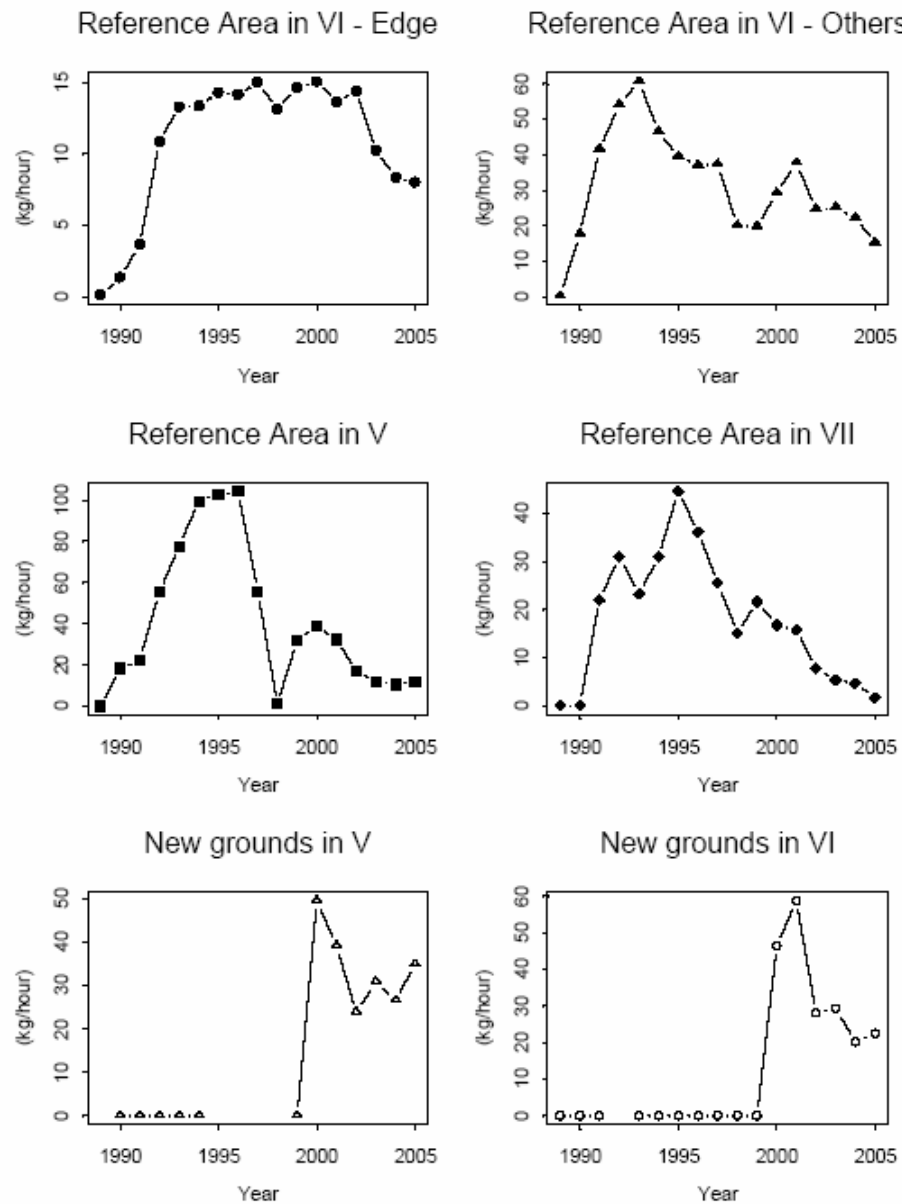 Reference Area in VI - Edge
15
10
5
0
(kg/hour)
1990 1995 2000 2005
Year
Reference Area in VI - Others
60
50
40
30
20
10
0
(kg/hour)
1990 1995 2000 2005
Year
Reference Area in V
100
80
60
40
20
0
(kg/hour)
1990 1995 2000 2005
Year
Reference Area in VII
40
30
20
10
0
(kg/hour)
1990 1995 2000 2005
Year
New grounds in V
50
40
30
20
10
0
(kg/hour)
1990 1995 2000 2005
Year
New grounds in VI
60
50
40
30
20
10
0
(kg/hour)
1990 1995 2000 2005
Year